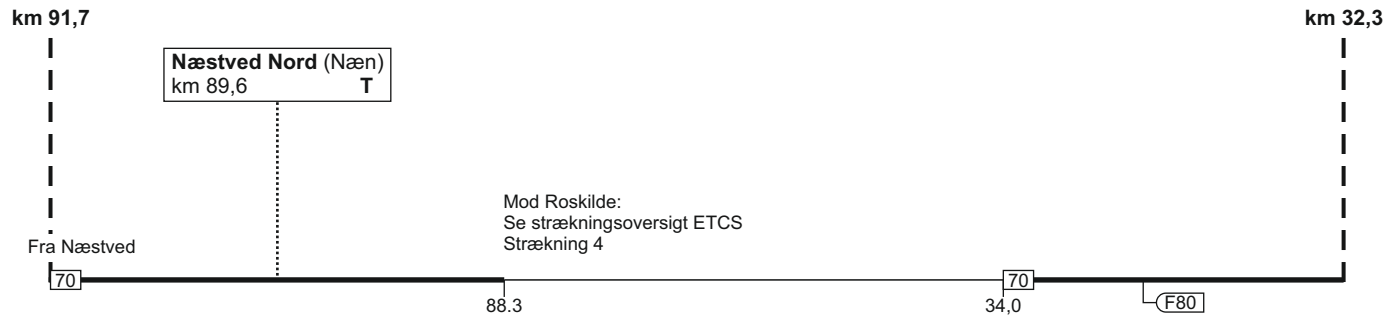 km 91,7
km 32,3
Næstved Nord (Næn)
km 89,6 T
Mod Roskilde:
Se strækningsoversigt ETCS
Strækning 4
Fra Næstved
70
70
88.3
34,0
F80